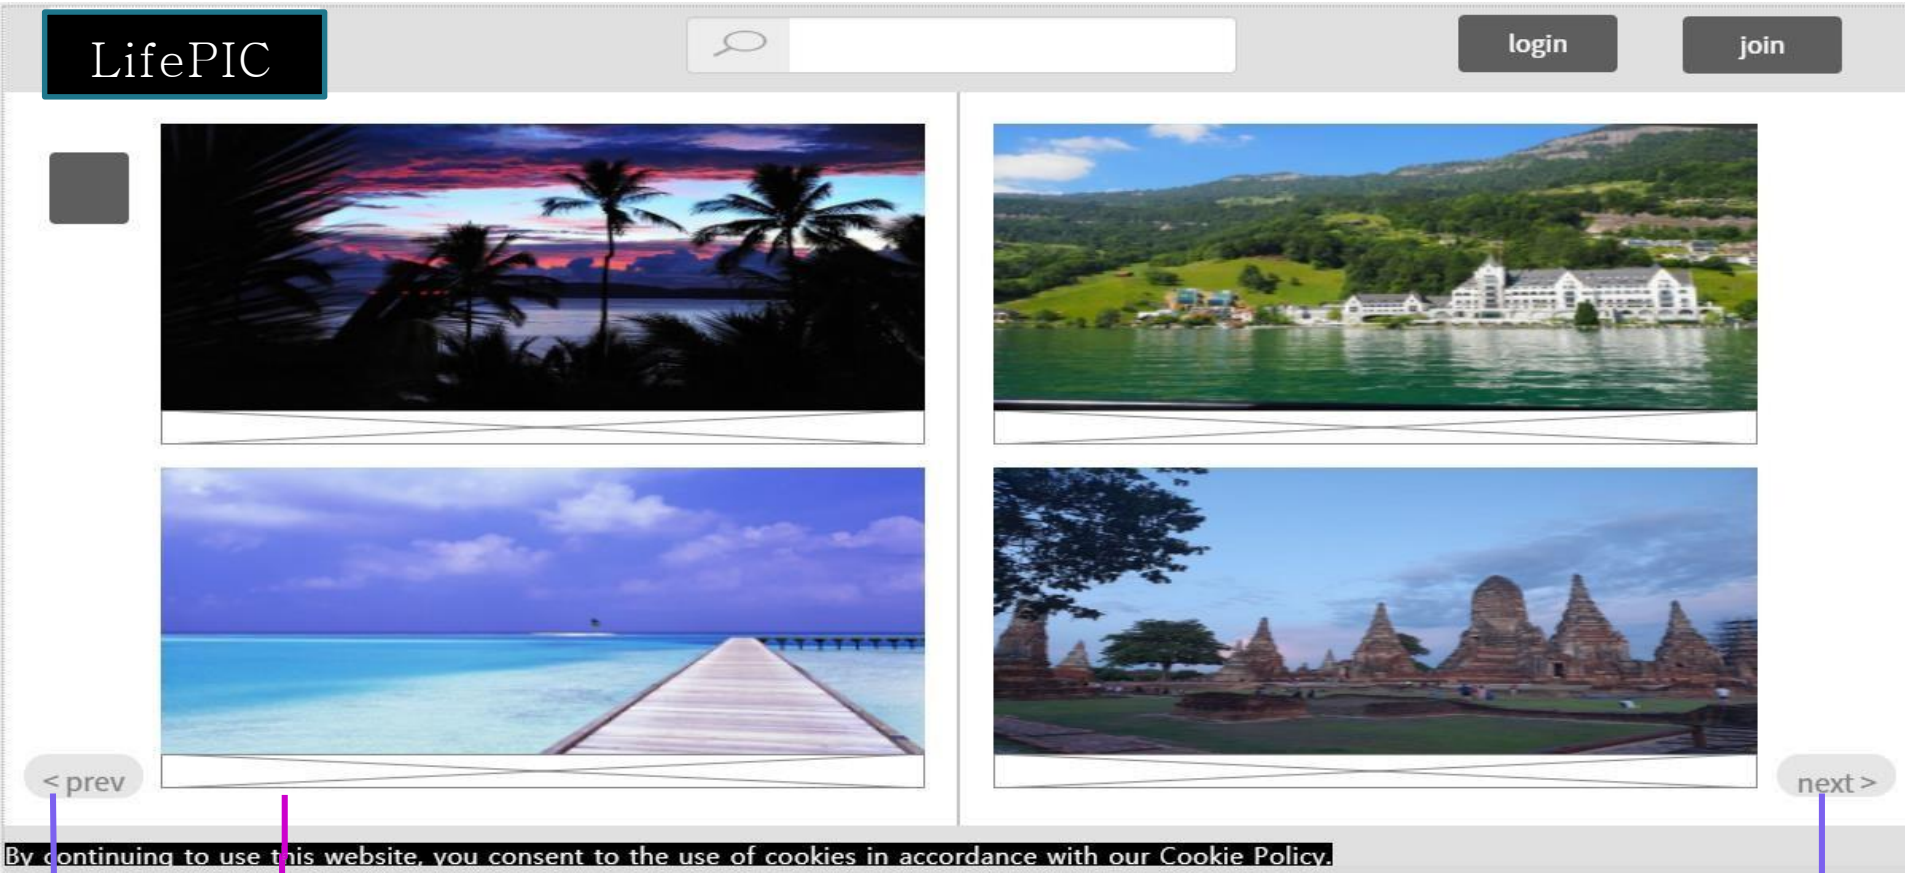 LifePIC
login
join
< prev
next >
By continuing to use this website, you consent to the use of cookies in accordance with our Cookie Policy.